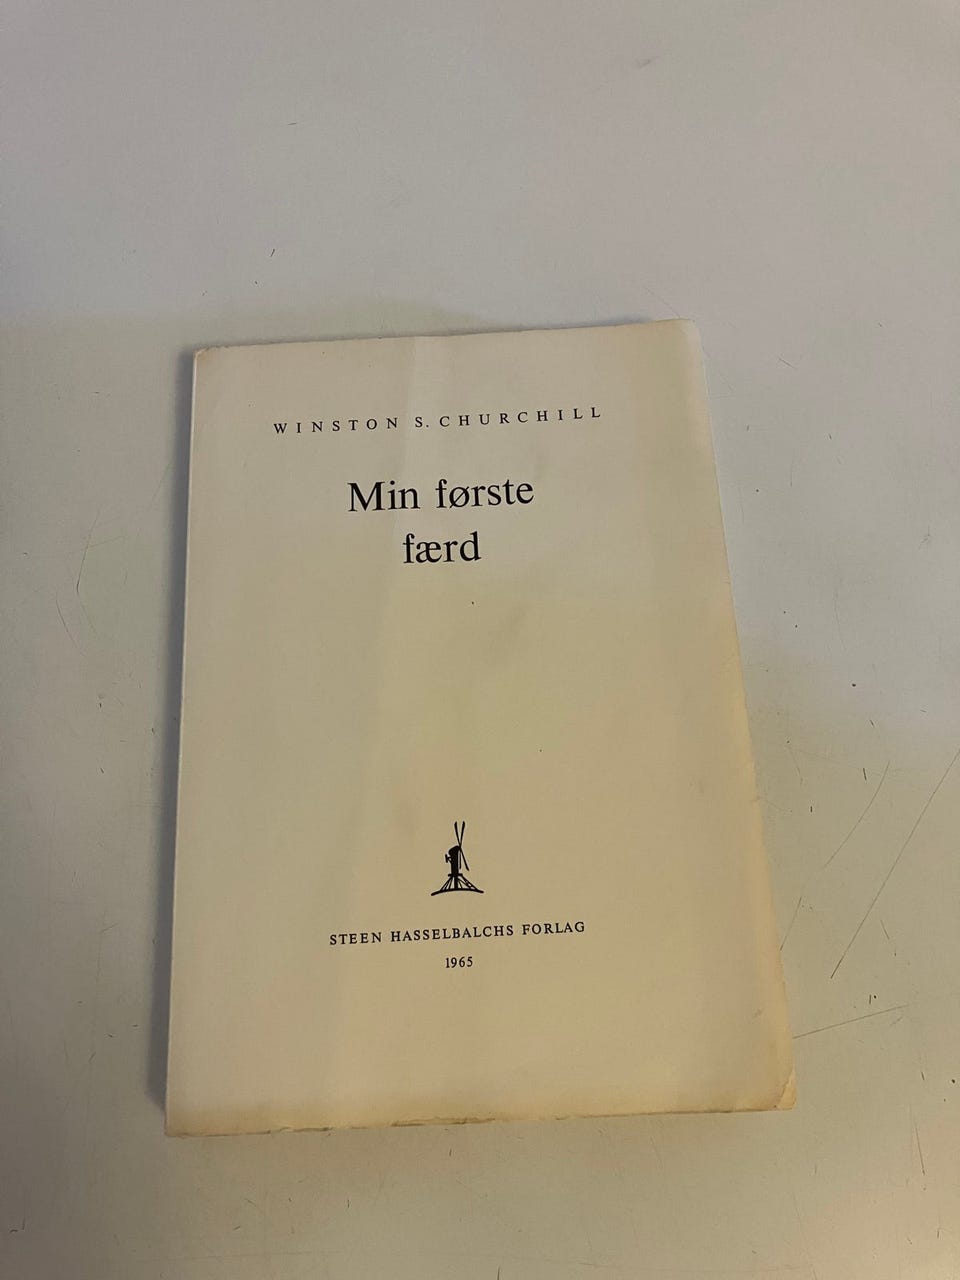 WINSTON S. CHURCHILL
Min første
færd
STEEN HASSELBALCHS FORLAG
1965